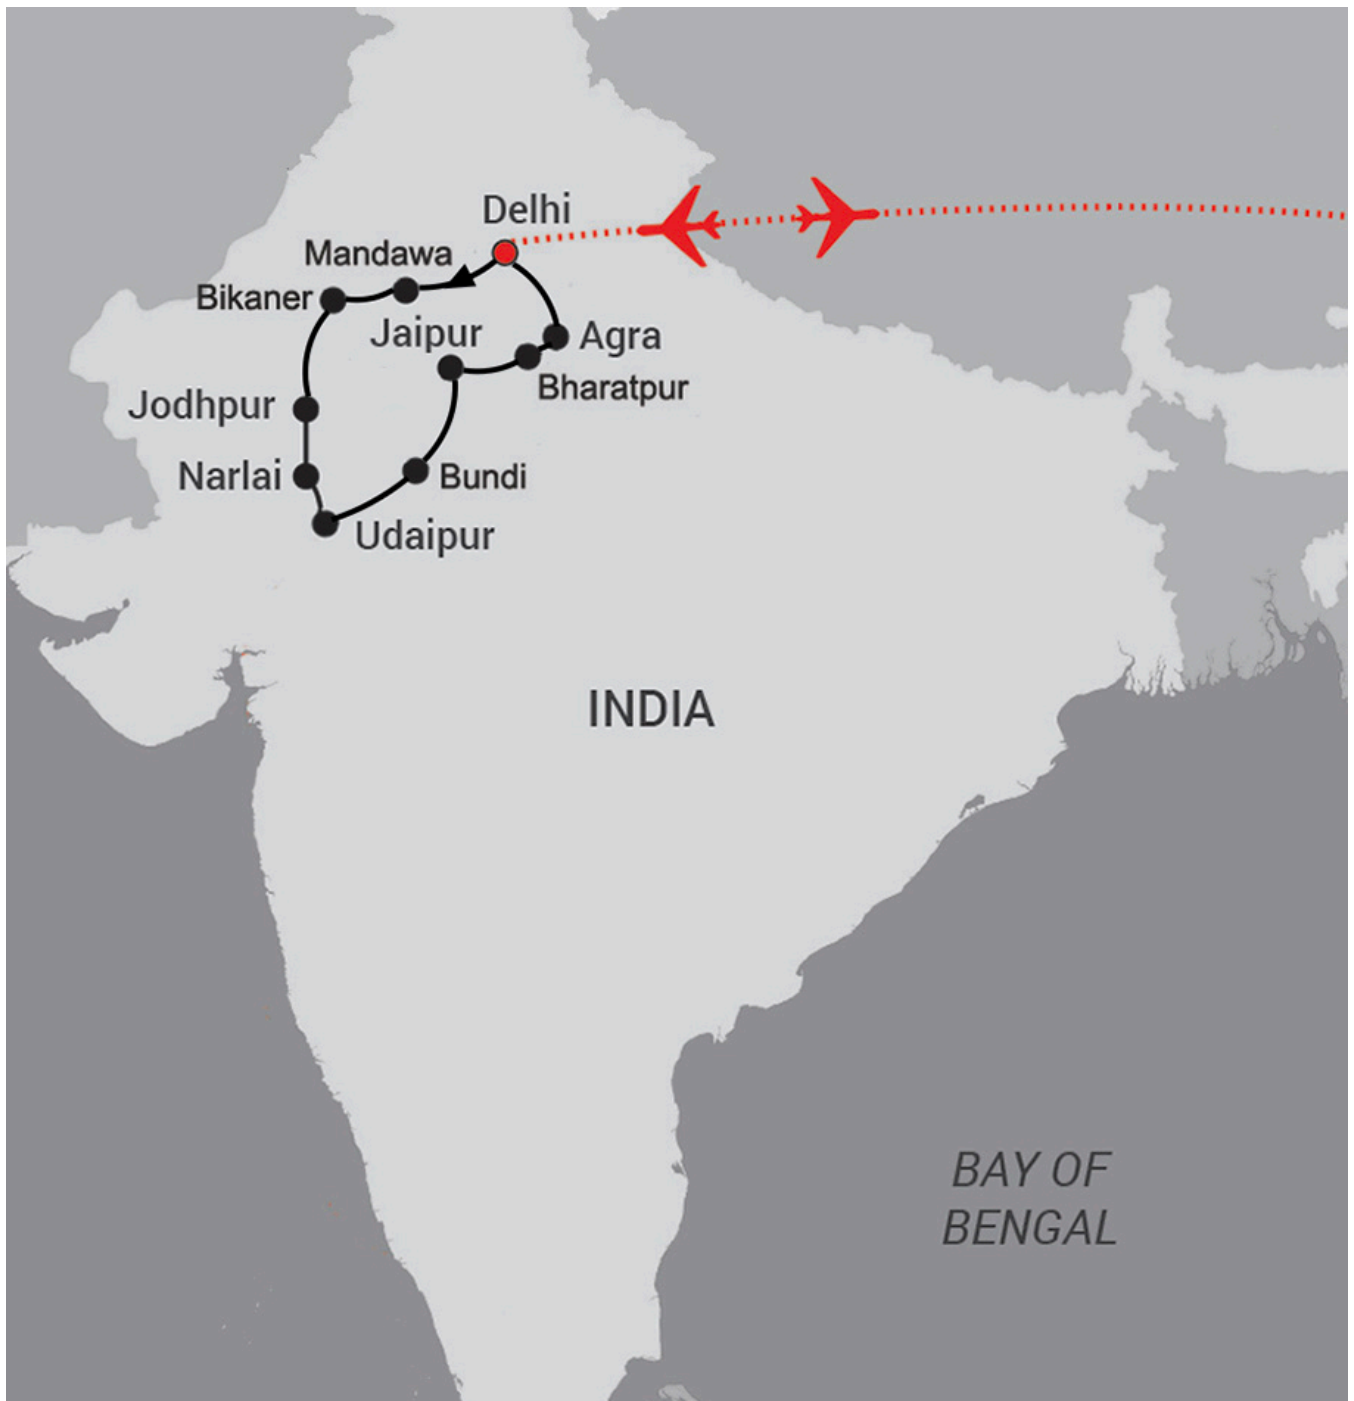 Delhi
Mandawa
Bikaner
Jaipur
Agra
Bharatpur
Jodhpur
Narlai
Bundi
Udaipur
INDIA
BAY OF
BENGAL